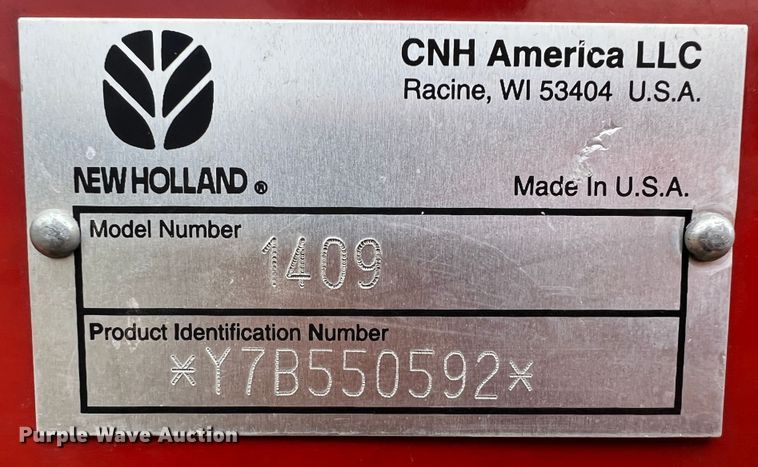 CNH America LLC
Racine, WI 53404 U.S.A.
NEW HOLLAND ®
Made In U.S.A.
Model Number
1409
Product Identification Number
*Y7B550592*
Purple Wave Auction